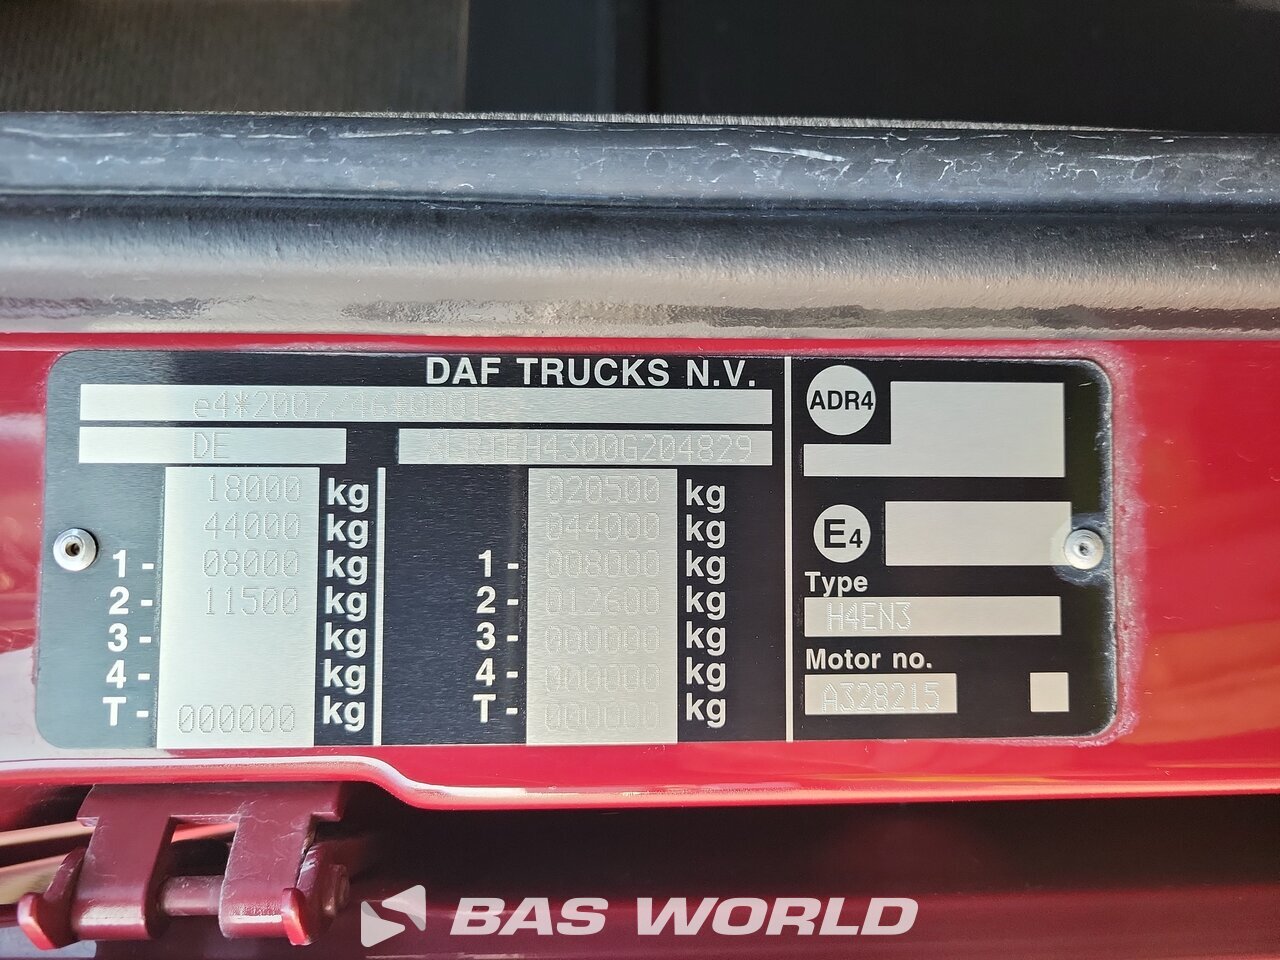 DAF TRUCKS N.V.
e4*2007/46*0001
DE XLRTEH4300G204829
18000 kg 020500 kg
44000 kg 044000 kg
1- 08000 kg 1- 008000 kg
2- 11500 kg 2- 012600 kg
3- kg 3- 000000 kg
4- kg 4- 000000 kg
T- 000000 kg T- 000000 kg
ADR4
E4
Type
H4EN3
Motor no.
A328215
BAS WORLD